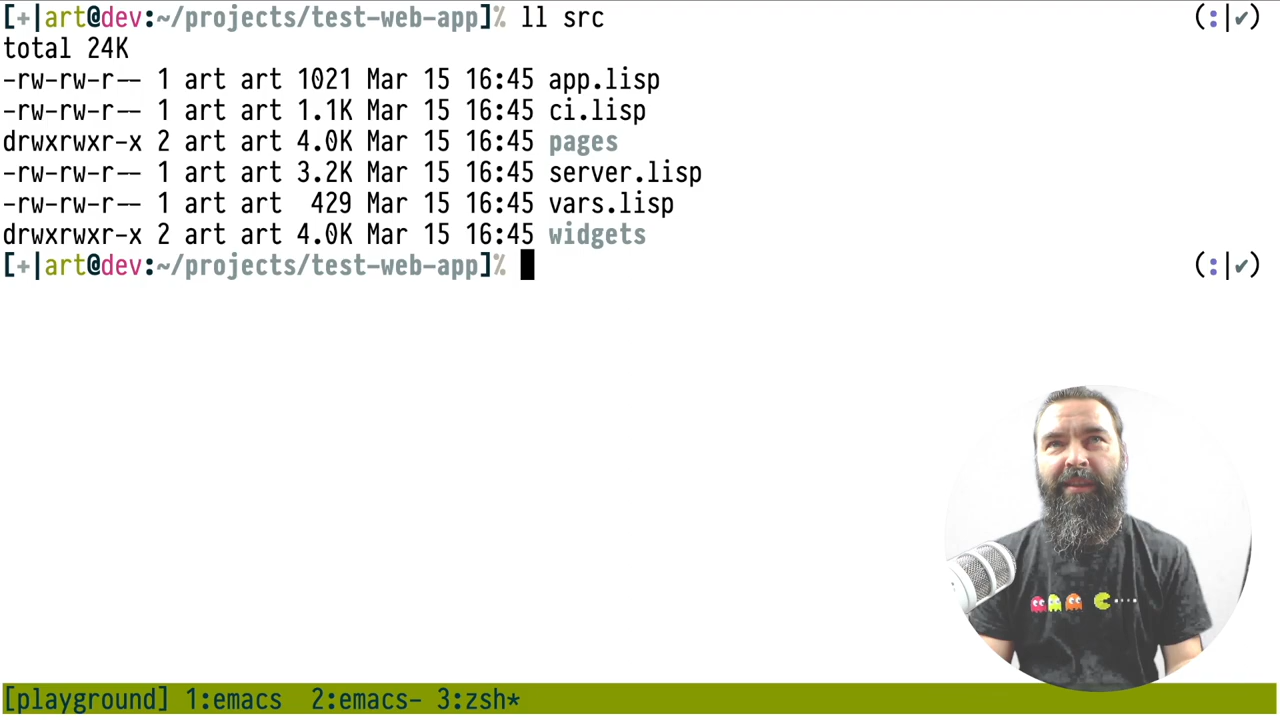 [+|art@dev:~/projects/test-web-app]% ll src (:|✔)
total 24K
-rw-rw-r-- 1 art art 1021 Mar 15 16:45 app.lisp
-rw-rw-r-- 1 art art 1.1K Mar 15 16:45 ci.lisp
drwxrwxr-x 2 art art 4.0K Mar 15 16:45 pages
-rw-rw-r-- 1 art art 3.2K Mar 15 16:45 server.lisp
-rw-rw-r-- 1 art art  429 Mar 15 16:45 vars.lisp
drwxrwxr-x 2 art art 4.0K Mar 15 16:45 widgets
[+|art@dev:~/projects/test-web-app]% (:|✔)
[playground] 1:emacs  2:emacs- 3:zsh*